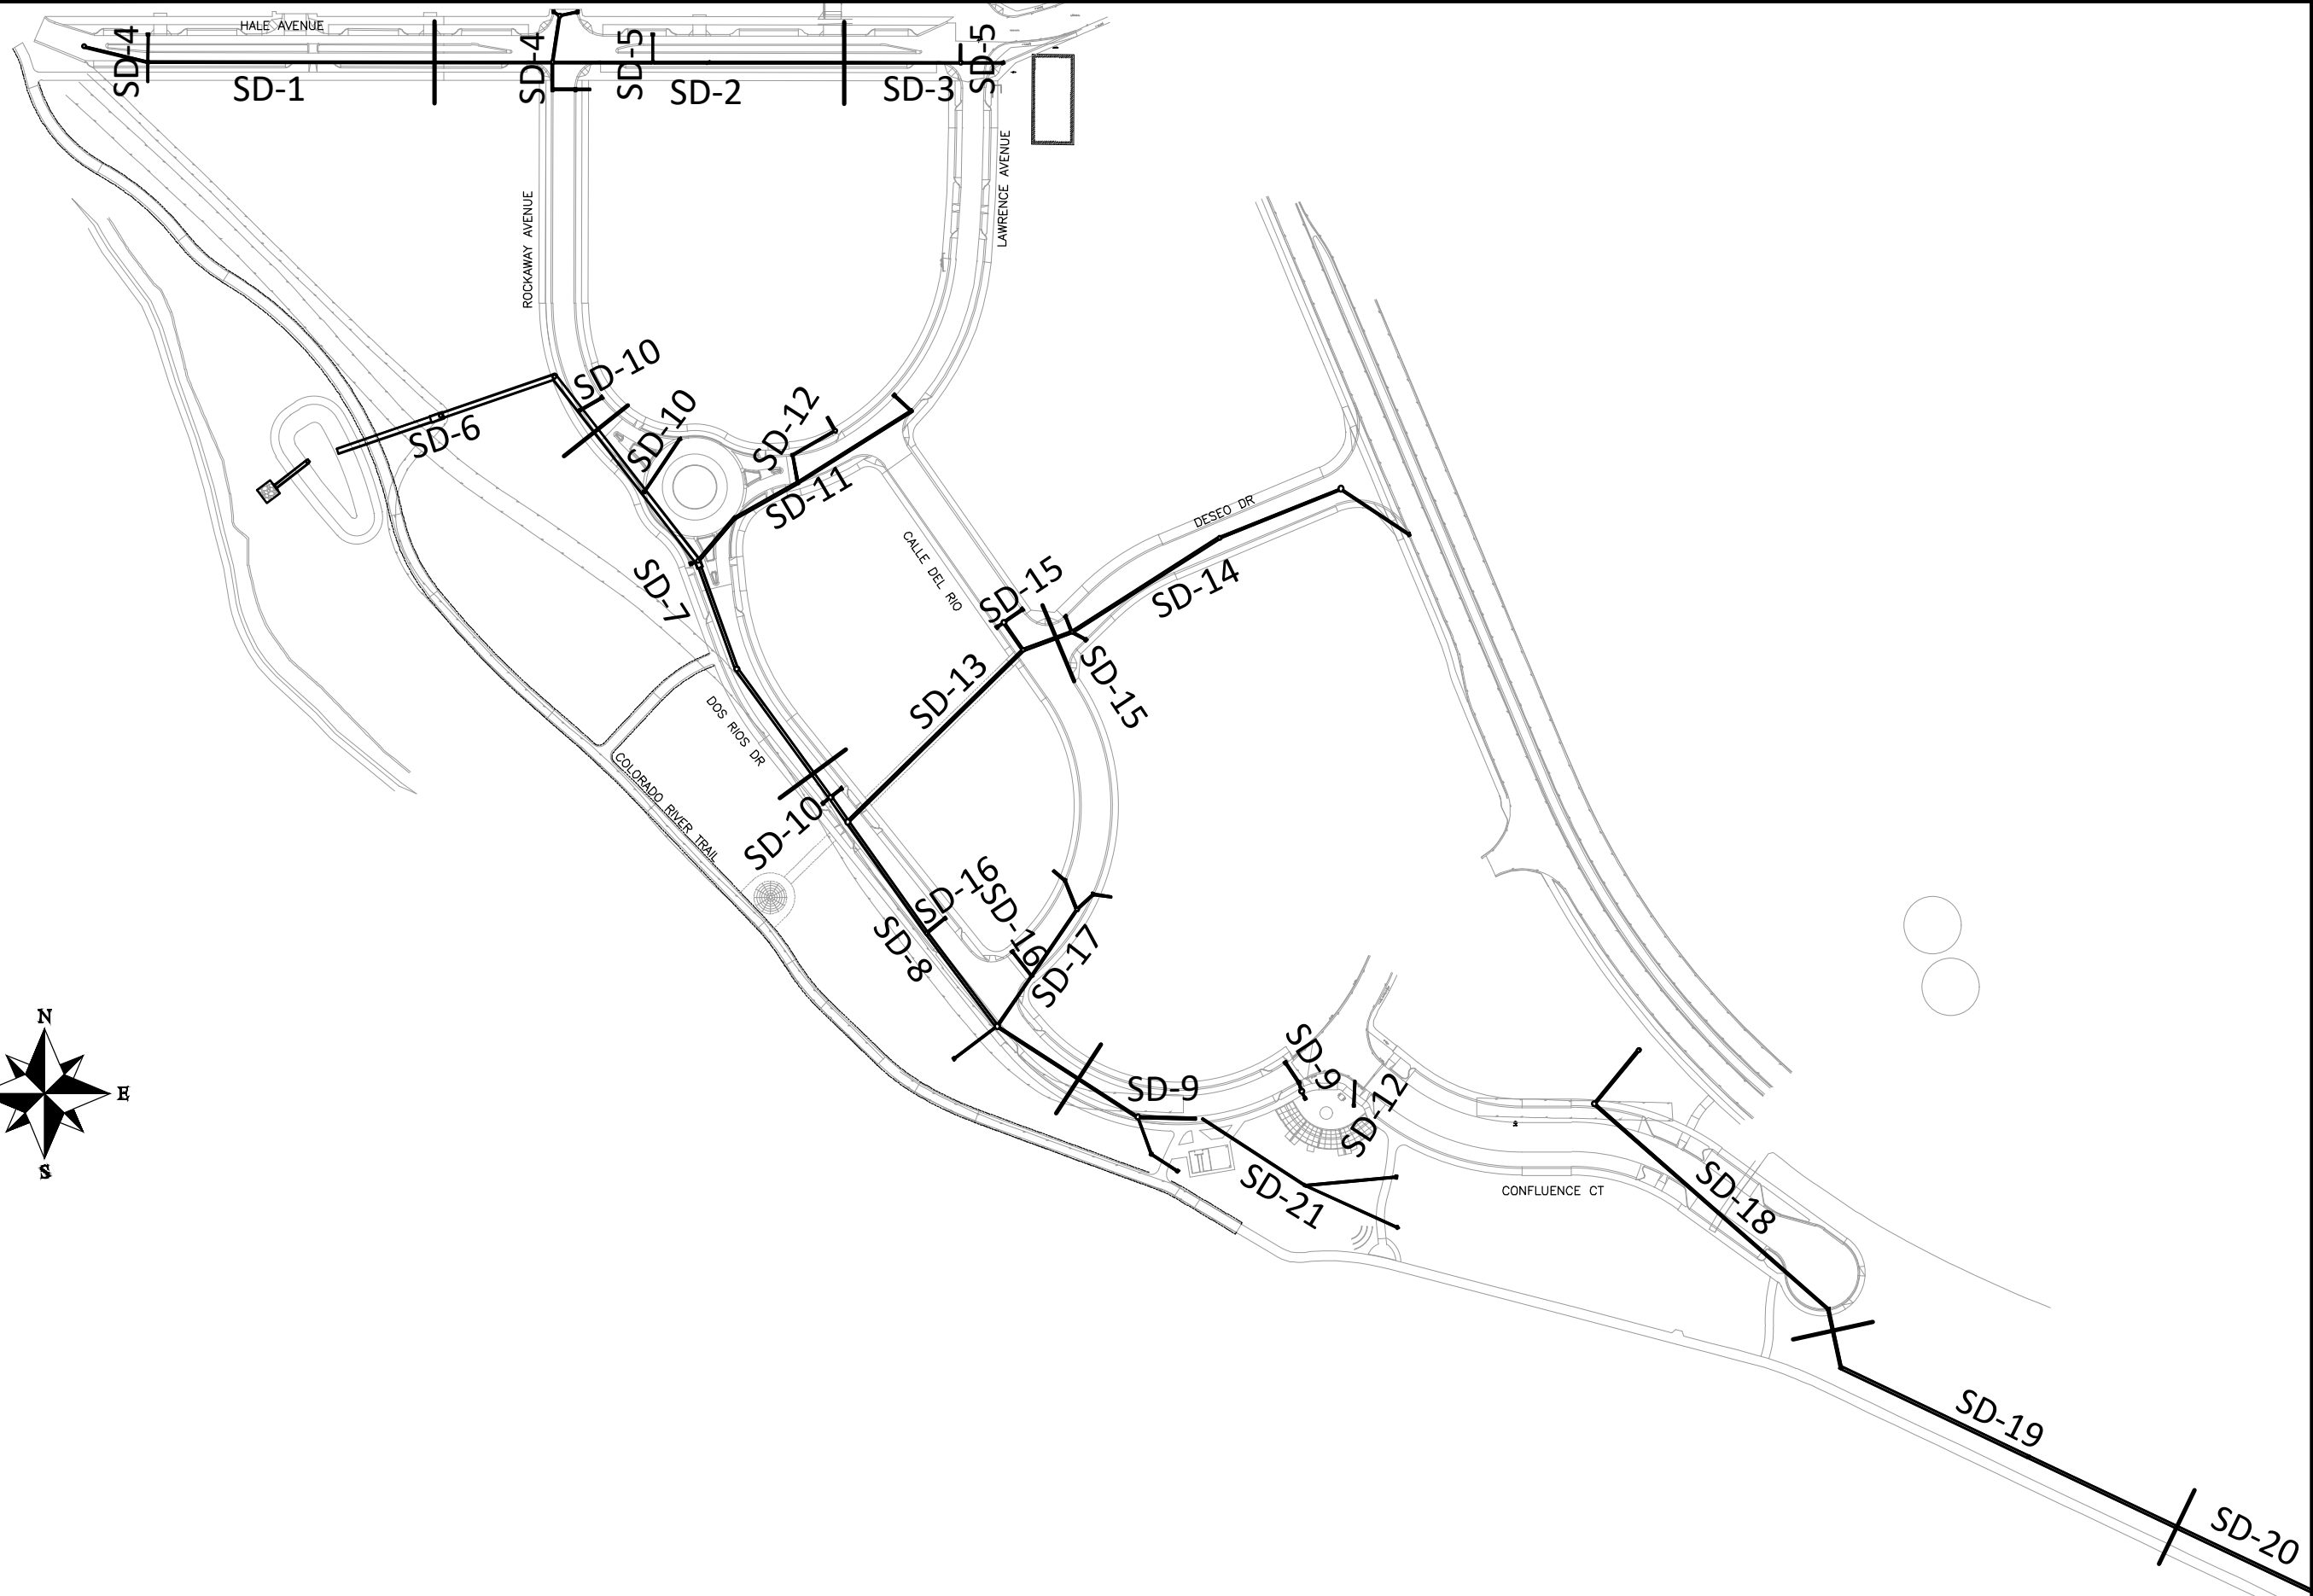 HALE AVENUE
SD-4
SD-1
SD-4
SD-5
SD-2
SD-3
SD-5
ROCKAWAY AVENUE
LAWRENCE AVENUE
SD-10
SD-10
SD-12
SD-6
SD-11
DESEO DR
CALLE DEL RIO
SD-7
SD-15
SD-14
SD-13
SD-15
DOS RIOS DR
COLORADO RIVER TRAIL
SD-10
SD-16
SD-16
SD-8
SD-17
N
E
S
SD-9
SD-9 /
SD-12
SD-21
CONFLUENCE CT
SD-18
SD-19
SD-20